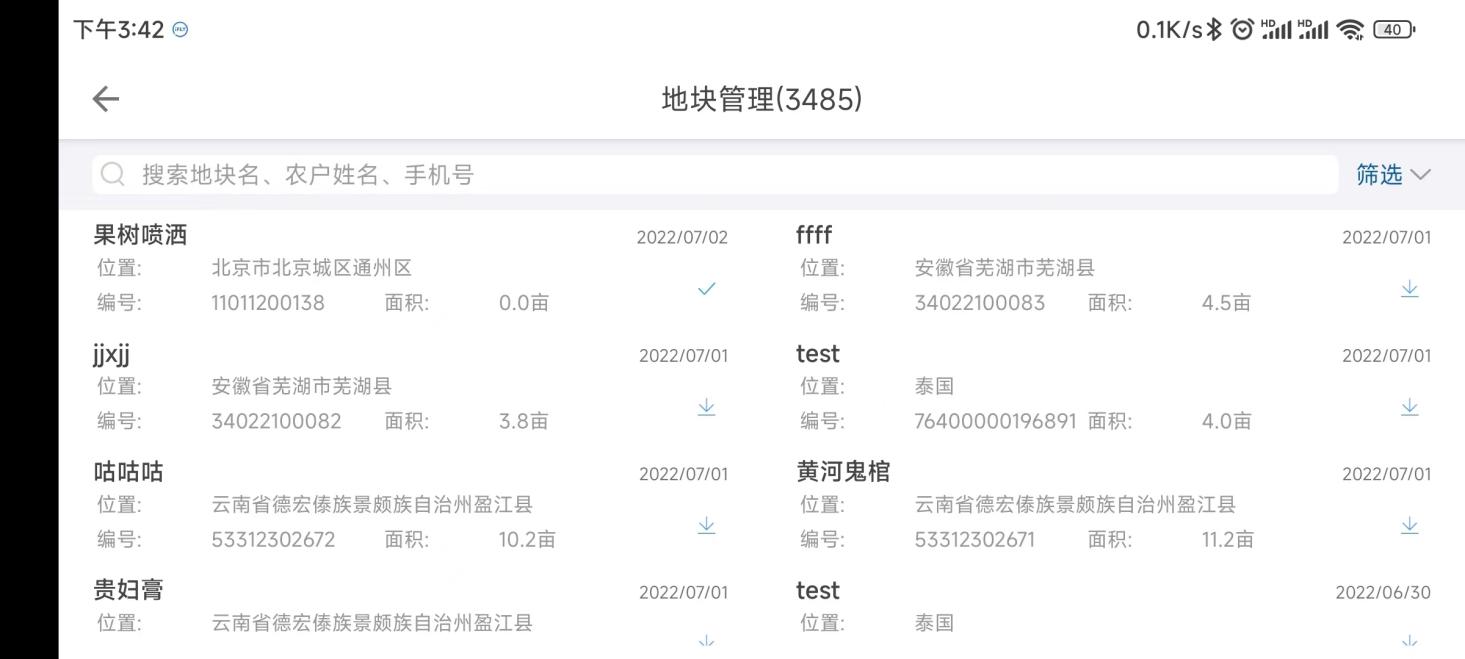 下午3:42
0.1K/s HD HD 40
地块管理(3485)
搜索地块名、农户姓名、手机号
筛选
果树喷洒 2022/07/02
位置: 北京市北京城区通州区
编号: 11011200138 面积: 0.0亩
ffff 2022/07/01
位置: 安徽省芜湖市芜湖县
编号: 34022100083 面积: 4.5亩
jjxjj 2022/07/01
位置: 安徽省芜湖市芜湖县
编号: 34022100082 面积: 3.8亩
test 2022/07/01
位置: 泰国
编号: 76400000196891 面积: 4.0亩
咕咕咕 2022/07/01
位置: 云南省德宏傣族景颇族自治州盈江县
编号: 53312302672 面积: 10.2亩
黄河鬼棺 2022/07/01
位置: 云南省德宏傣族景颇族自治州盈江县
编号: 53312302671 面积: 11.2亩
贵妇膏 2022/07/01
位置: 云南省德宏傣族景颇族自治州盈江县
test 2022/06/30
位置: 泰国